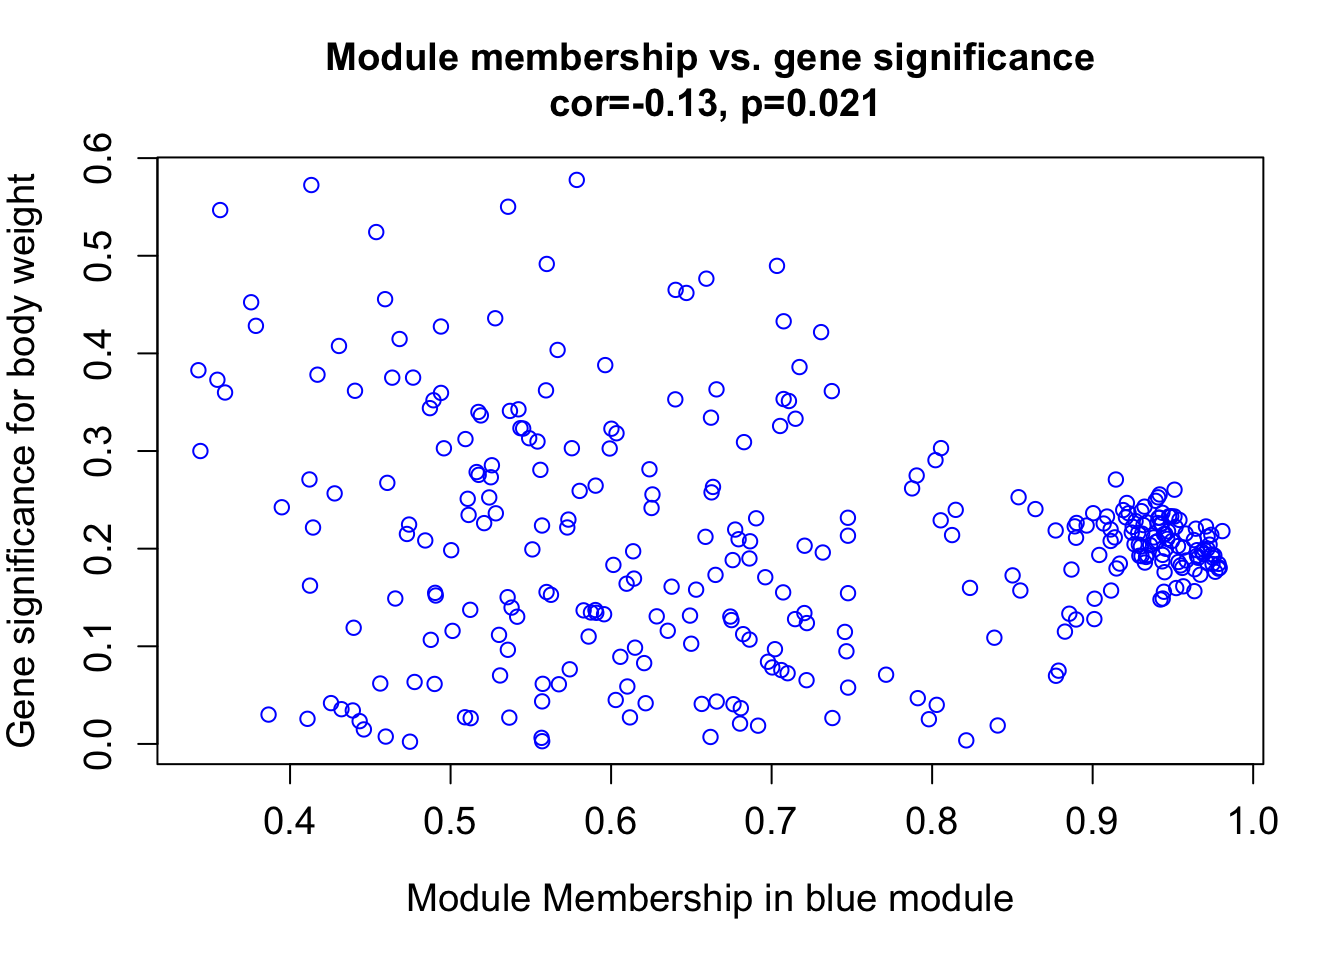 Module membership vs. gene significance
cor=-0.13, p=0.021
Gene significance for body weight
0.6
0.5
0.4
0.3
0.2
0.1
0.0
0.4 0.5 0.6 0.7 0.8 0.9 1.0
Module Membership in blue module